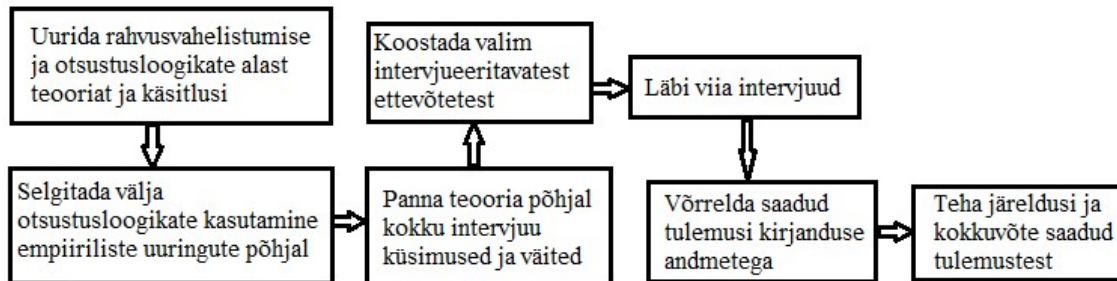 Uurida rahvusvahelistumise
ja otsustusloogikate alast
teooriat ja käsitlusi
Selgitada välja
otsustusloogikate kasutamine
empiiriliste uuringute põhjal
Panna teooria põhjal
kokku intervjuu
küsimused ja väited
Koostada valim
intervjueeritavatest
ettevõtetest
Läbi viia intervjuud
Võrrelda saadud
tulemusi kirjanduse
andmetega
Teha järeldusi ja
kokkuvõte saadud
tulemustest